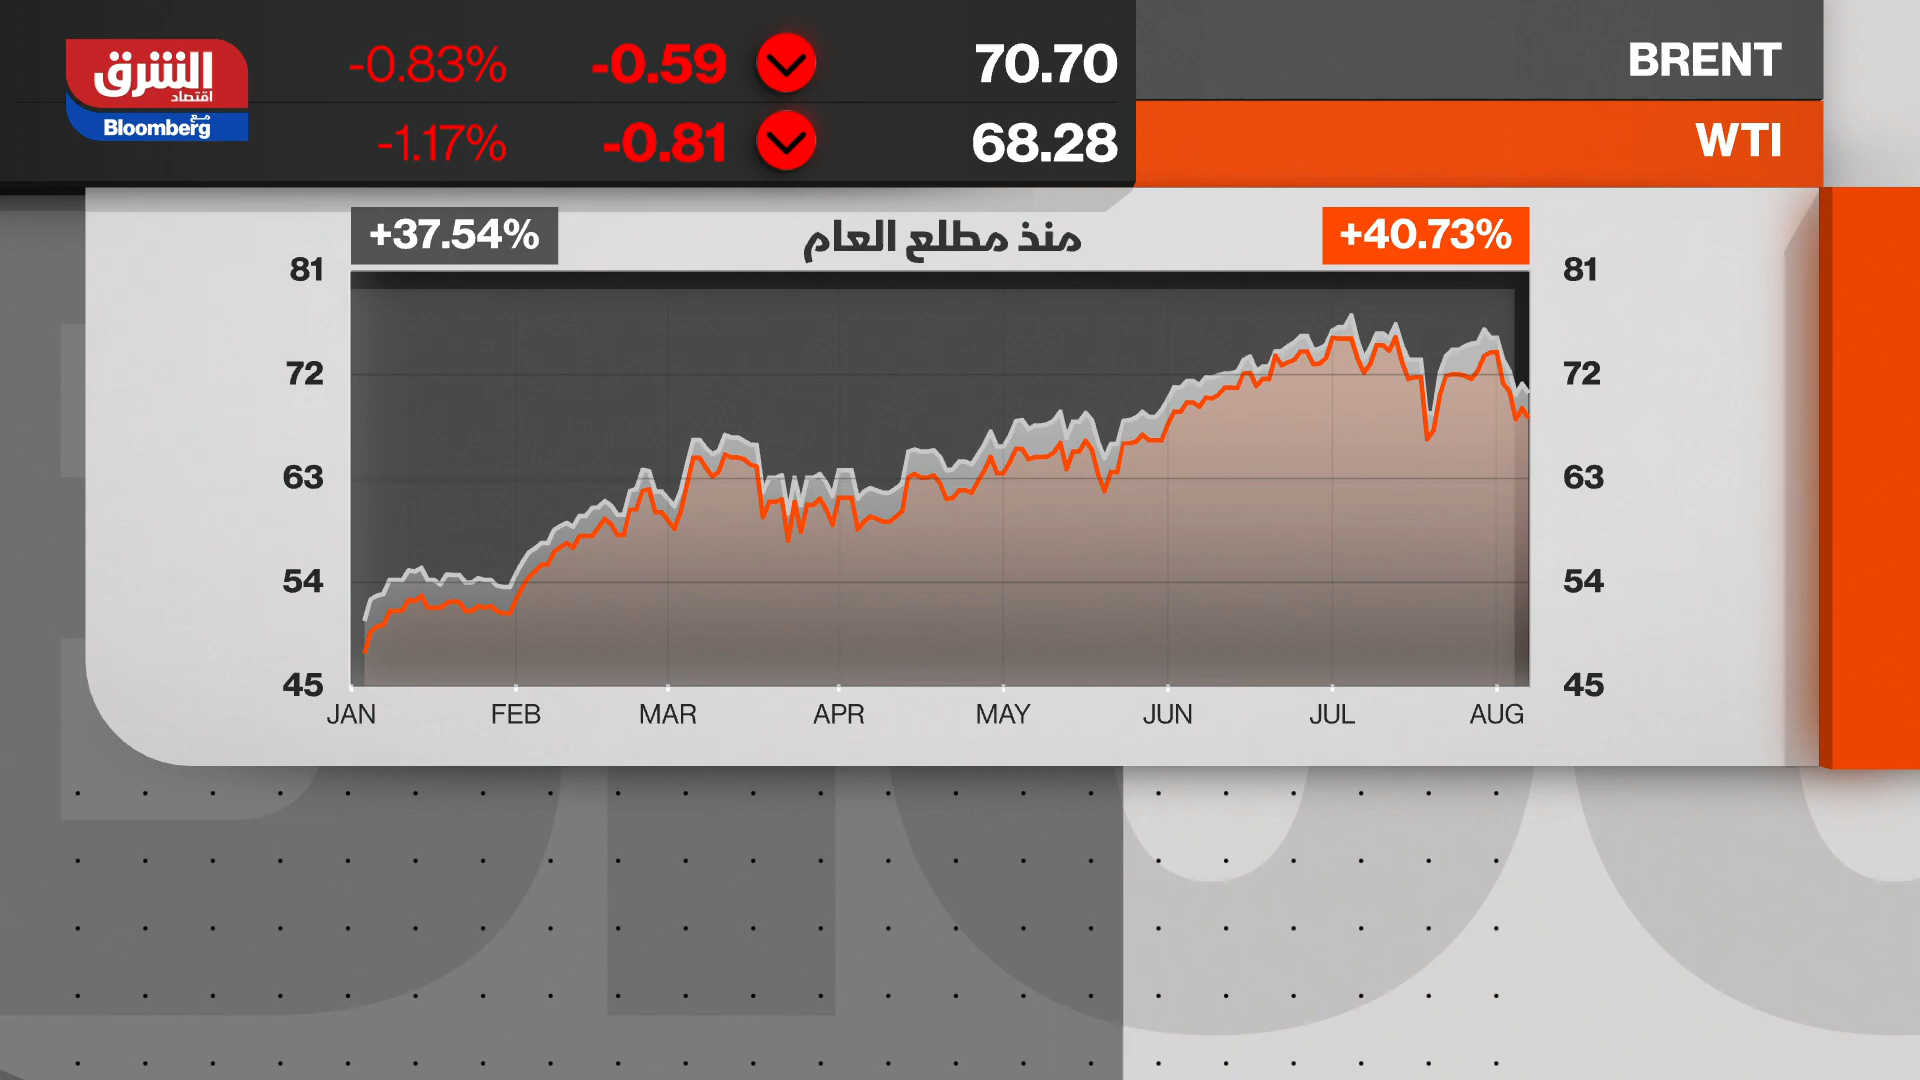 الشرق
اقتصاد
مع
Bloomberg
-0.83% -0.59 70.70 BRENT
-1.17% -0.81 68.28 WTI
+37.54% منذ مطلع العام +40.73%
81 81
72 72
63 63
54 54
45 45
JAN FEB MAR APR MAY JUN JUL AUG